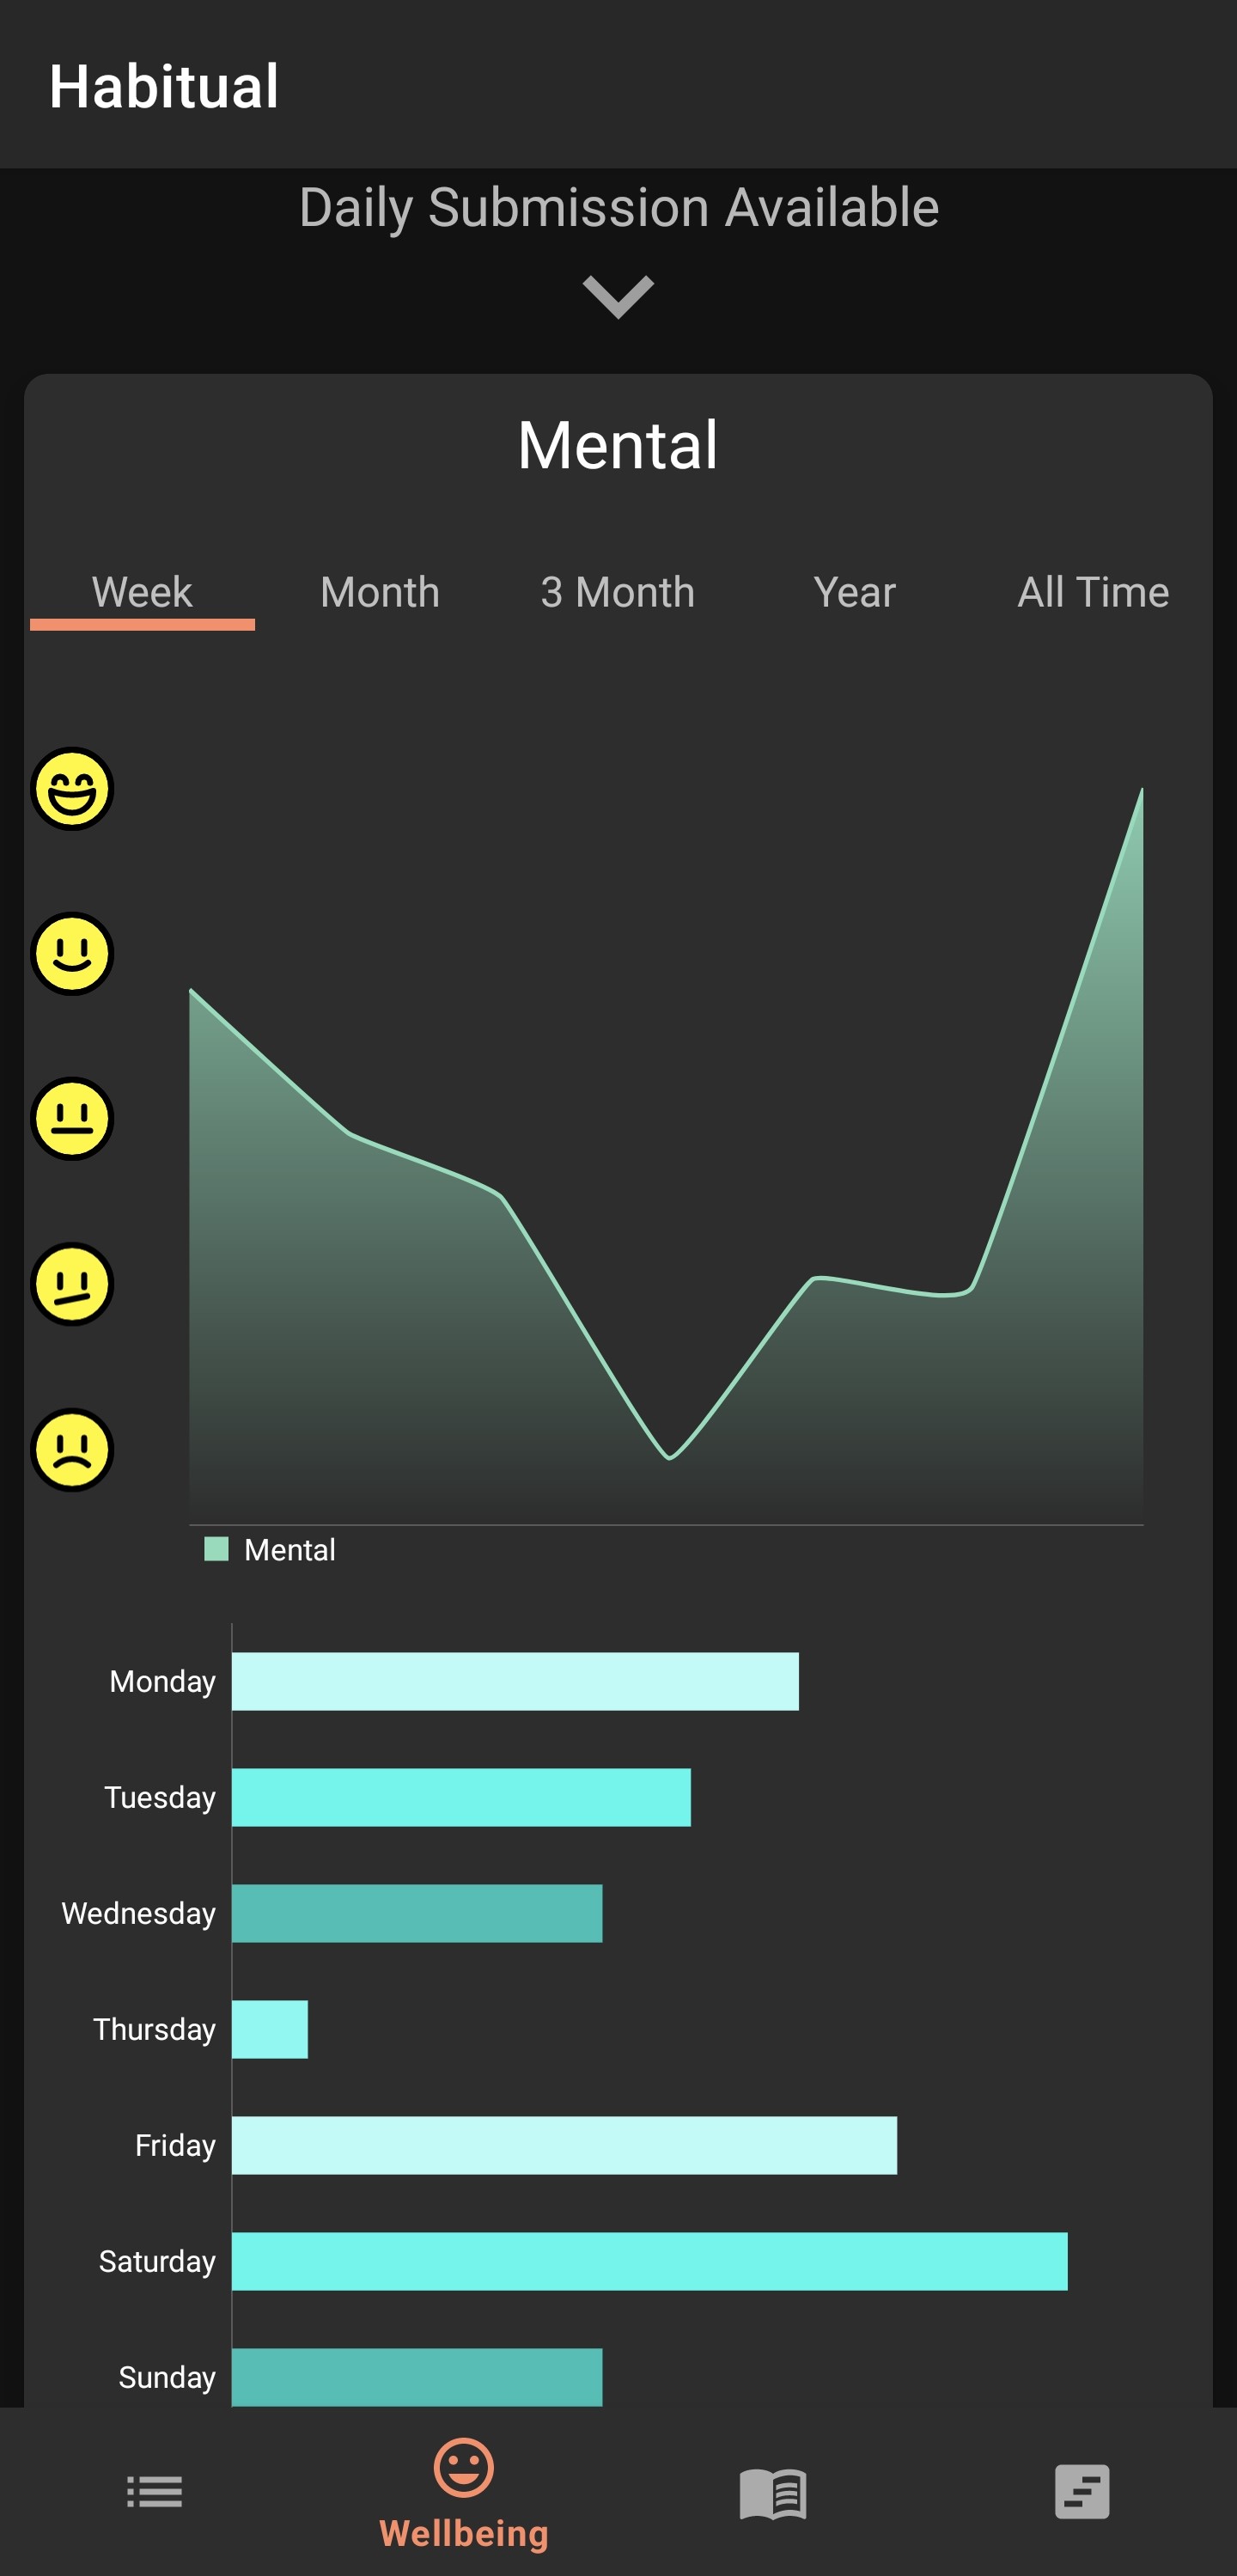 Habitual
Daily Submission Available
Mental
Week Month 3 Month Year All Time
Mental
Monday
Tuesday
Wednesday
Thursday
Friday
Saturday
Sunday
Wellbeing